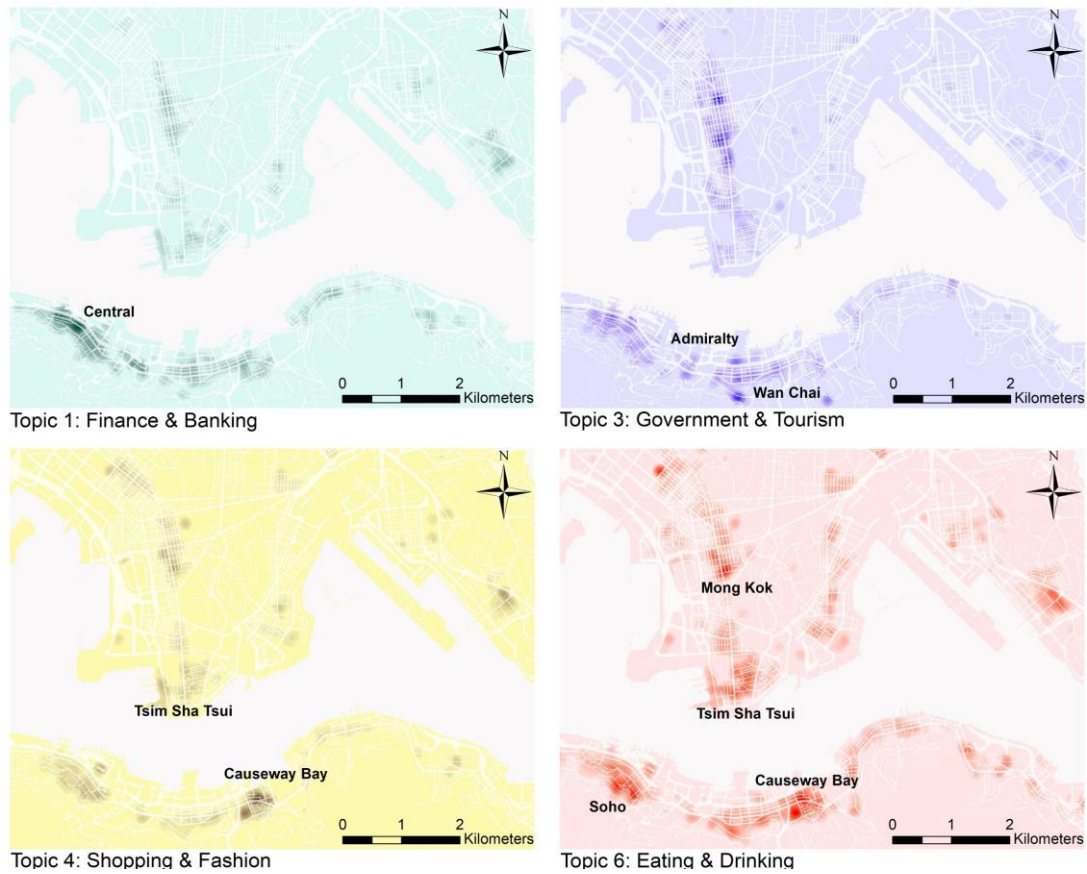 N
Central
0 1 2
Kilometers
Topic 1: Finance & Banking
N
Admiralty
Wan Chai
0 1 2
Kilometers
Topic 3: Government & Tourism
N
Tsim Sha Tsui
Causeway Bay
0 1 2
Kilometers
Topic 4: Shopping & Fashion
N
Mong Kok
Tsim Sha Tsui
Causeway Bay
Soho
0 1 2
Kilometers
Topic 6: Eating & Drinking